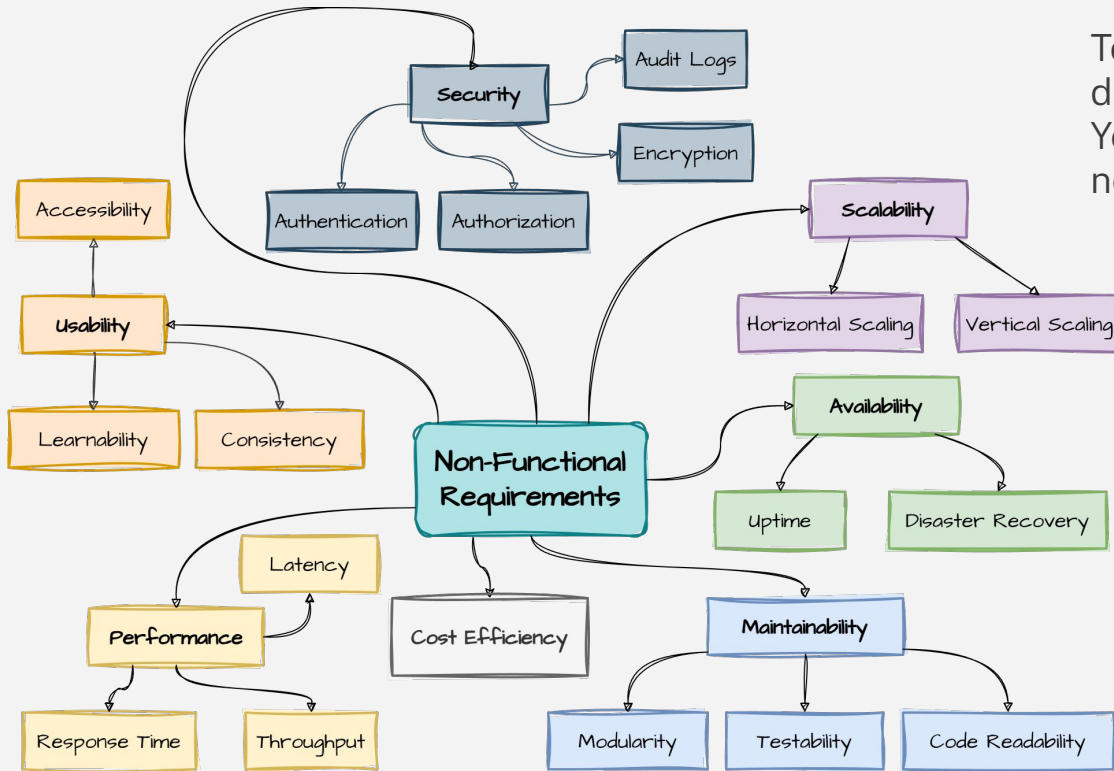 Audit Logs
Security
Encryption
Authentication
Authorization
Accessibility
Scalability
Usability
Horizontal Scaling
Vertical Scaling
Availability
Learnability
Consistency
Non-Functional
Requirements
Uptime
Disaster Recovery
Latency
Performance
Cost Efficiency
Maintainability
Response Time
Throughput
Modularity
Testability
Code Readability